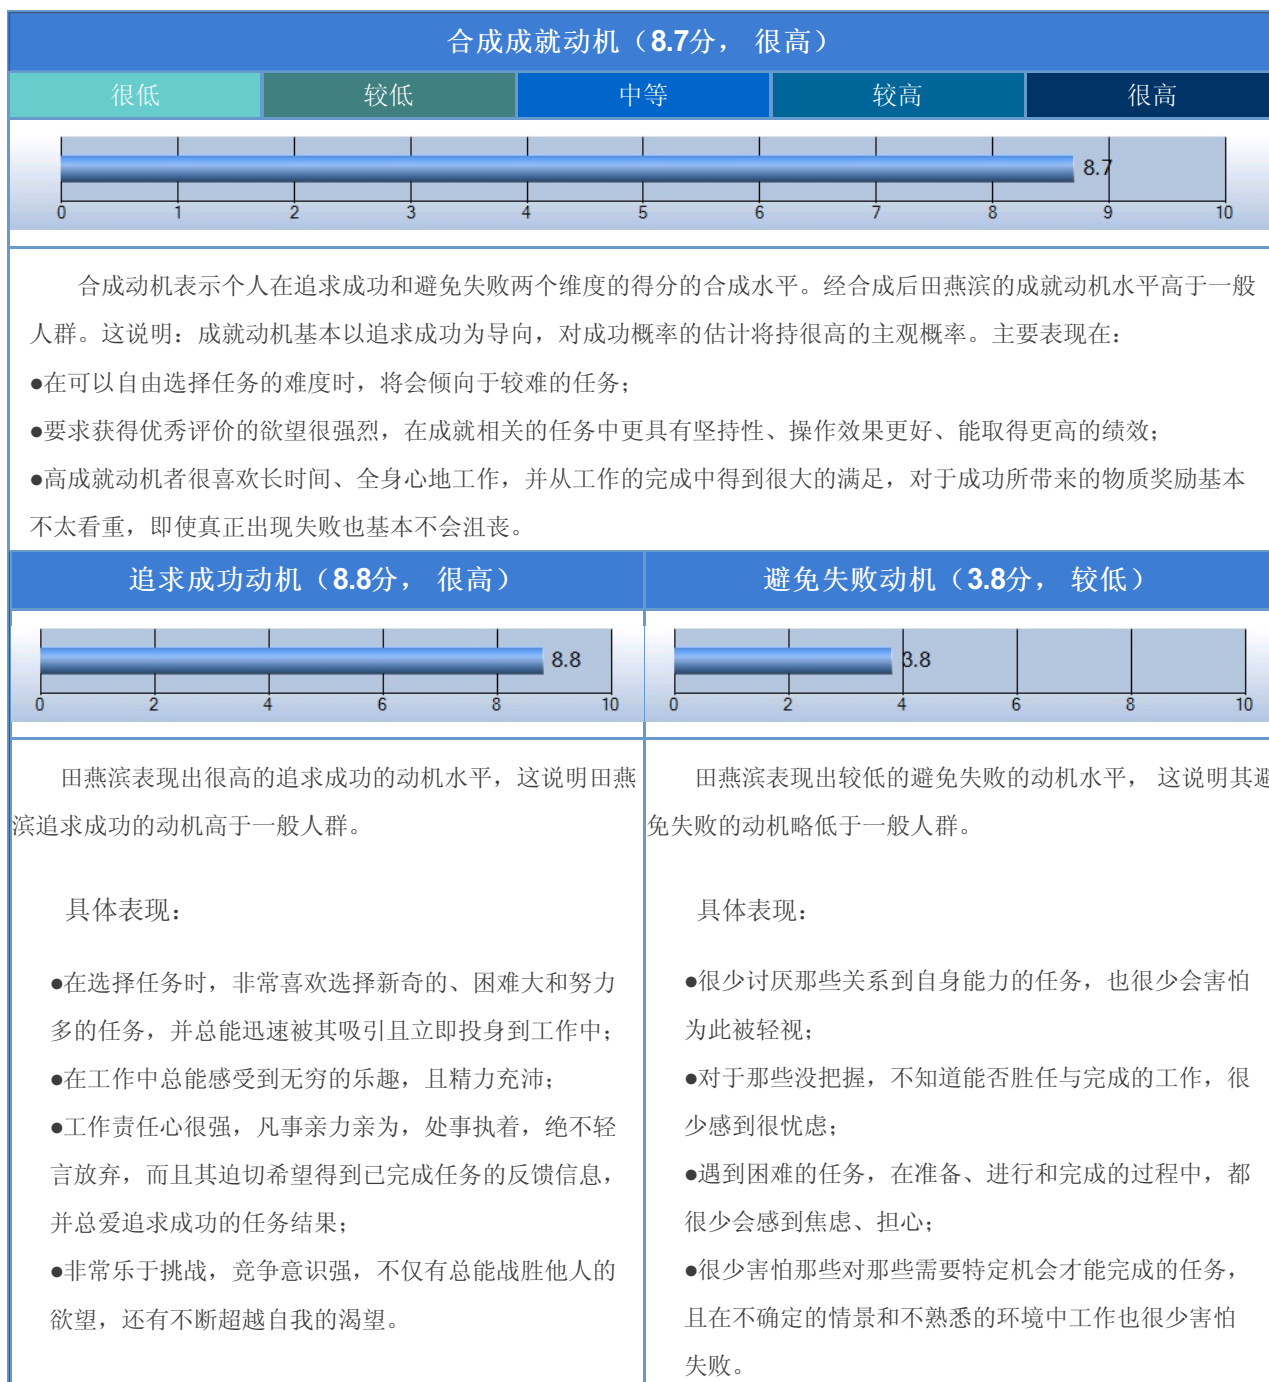 合成成就动机（8.7分， 很高）
很低 较低 中等 较高 很高
8.7
0 1 2 3 4 5 6 7 8 9 10
合成动机表示个人在追求成功和避免失败两个维度的得分的合成水平。经合成后田燕滨的成就动机水平高于一般
人群。这说明：成就动机基本以追求成功为导向，对成功概率的估计将持很高的主观概率。主要表现在：
●在可以自由选择任务的难度时，将会倾向于较难的任务；
●要求获得优秀评价的欲望很强烈，在成就相关的任务中更具有坚持性、操作效果更好、能取得更高的绩效；
●高成就动机者很喜欢长时间、全身心地工作，并从工作的完成中得到很大的满足，对于成功所带来的物质奖励基本
不太看重，即使真正出现失败也基本不会沮丧。
追求成功动机（8.8分， 很高）
8.8
0 2 4 6 8 10
田燕滨表现出很高的追求成功的动机水平，这说明田燕
滨追求成功的动机高于一般人群。
具体表现：
●在选择任务时，非常喜欢选择新奇的、困难大和努力
多的任务，并总能迅速被其吸引且立即投身到工作中；
●在工作中总能感受到无穷的乐趣，且精力充沛；
●工作责任心很强，凡事亲力亲为，处事执着，绝不轻
言放弃，而且其迫切希望得到已完成任务的反馈信息，
并总爱追求成功的任务结果；
●非常乐于挑战，竞争意识强，不仅有总能战胜他人的
欲望，还有不断超越自我的渴望。
避免失败动机（3.8分， 较低）
3.8
0 2 4 6 8 10
田燕滨表现出较低的避免失败的动机水平， 这说明其避
免失败的动机略低于一般人群。
具体表现：
●很少讨厌那些关系到自身能力的任务，也很少会害怕
为此被轻视；
●对于那些没把握，不知道能否胜任与完成的工作，很
少感到很忧虑；
●遇到困难的任务，在准备、进行和完成的过程中，都
很少会感到焦虑、担心；
●很少害怕那些对那些需要特定机会才能完成的任务，
且在不确定的情景和不熟悉的环境中工作也很少害怕
失败。